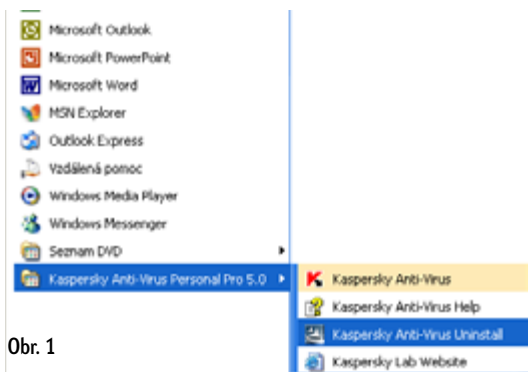 Microsoft Outlook
Microsoft PowerPoint
Microsoft Word
MSN Explorer
Outlook Express
Vzdálená pomoc
Windows Media Player
Windows Messenger
Seznam DVD
Kaspersky Anti-Virus Personal Pro 5.0
Kaspersky Anti-Virus
Kaspersky Anti-Virus Help
Kaspersky Anti-Virus Uninstall
Kaspersky Lab Website
Obr. 1